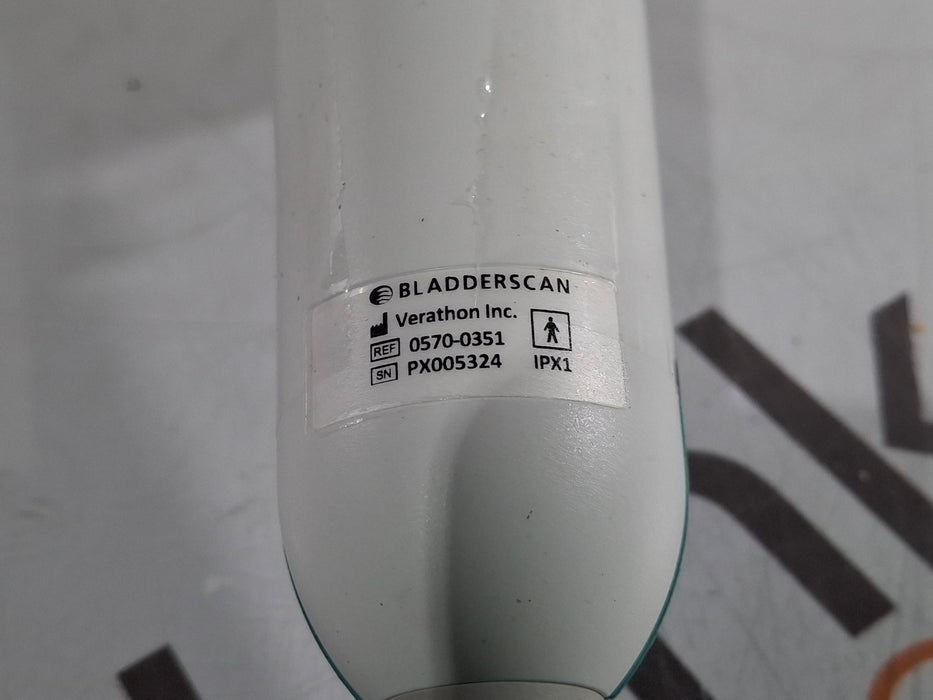 BLADDERSCAN
Verathon Inc.
REF 0570-0351
SN PX005324 IPX1